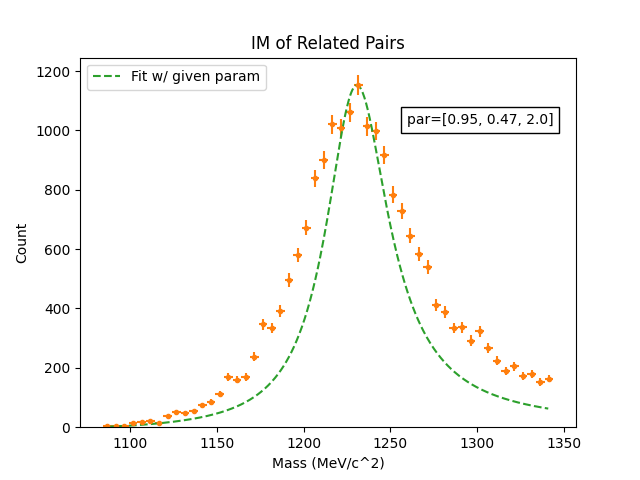 IM of Related Pairs
Fit w/ given param
par=[0.95, 0.47, 2.0]
Count
1200
1000
800
600
400
200
0
1100
1150
1200
1250
1300
1350
Mass (MeV/c^2)